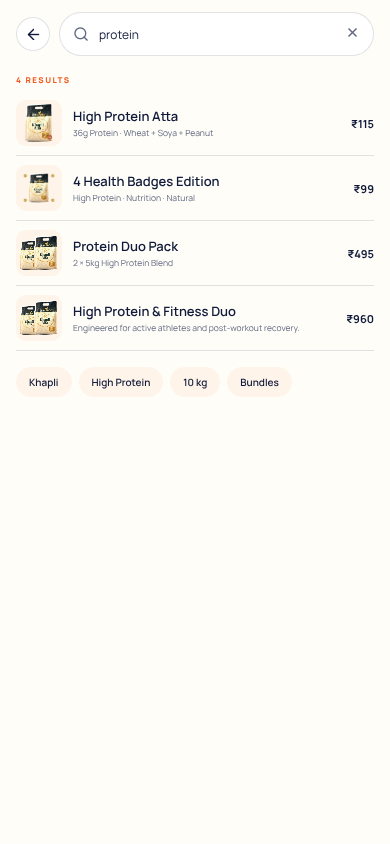 protein
4 RESULTS
High Protein Atta
36g Protein · Wheat + Soya + Peanut
₹115
4 Health Badges Edition
High Protein · Nutrition · Natural
₹99
Protein Duo Pack
2 × 5kg High Protein Blend
₹495
High Protein & Fitness Duo
Engineered for active athletes and post-workout recovery.
₹960
Khapli
High Protein
10 kg
Bundles